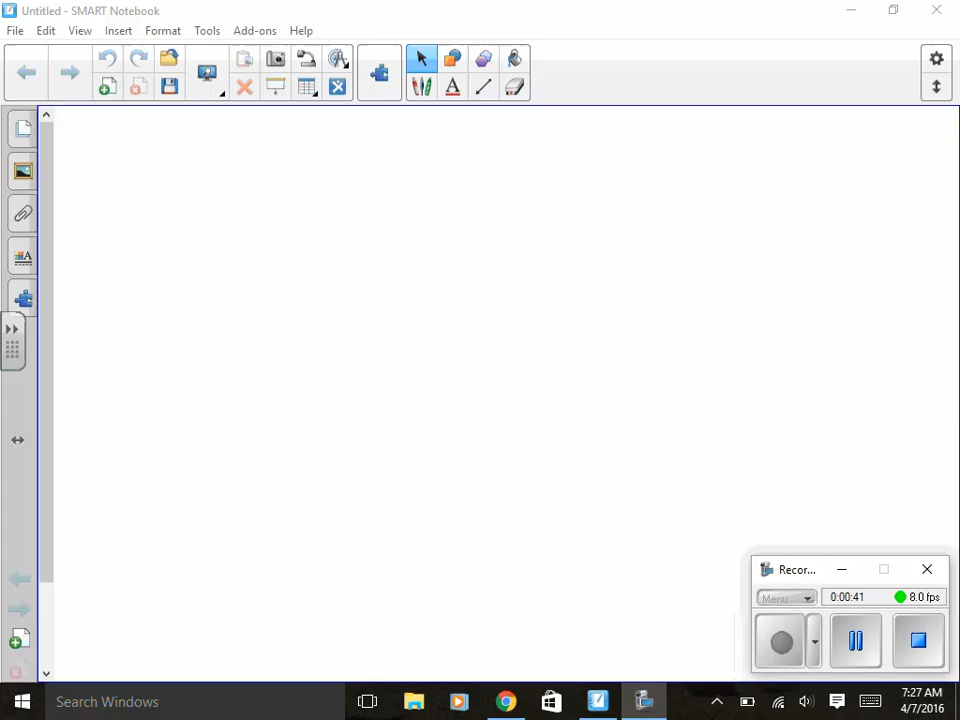 Untitled - SMART Notebook
File Edit View Insert Format Tools Add-ons Help
Recor...
Menu 0:00:41 8.0 fps
Search Windows
7:27 AM
4/7/2016